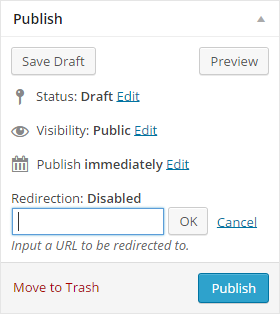 Publish
Save Draft Preview
Status: Draft Edit
Visibility: Public Edit
Publish immediately Edit
Redirection: Disabled
OK Cancel
Input a URL to be redirected to.
Move to Trash Publish